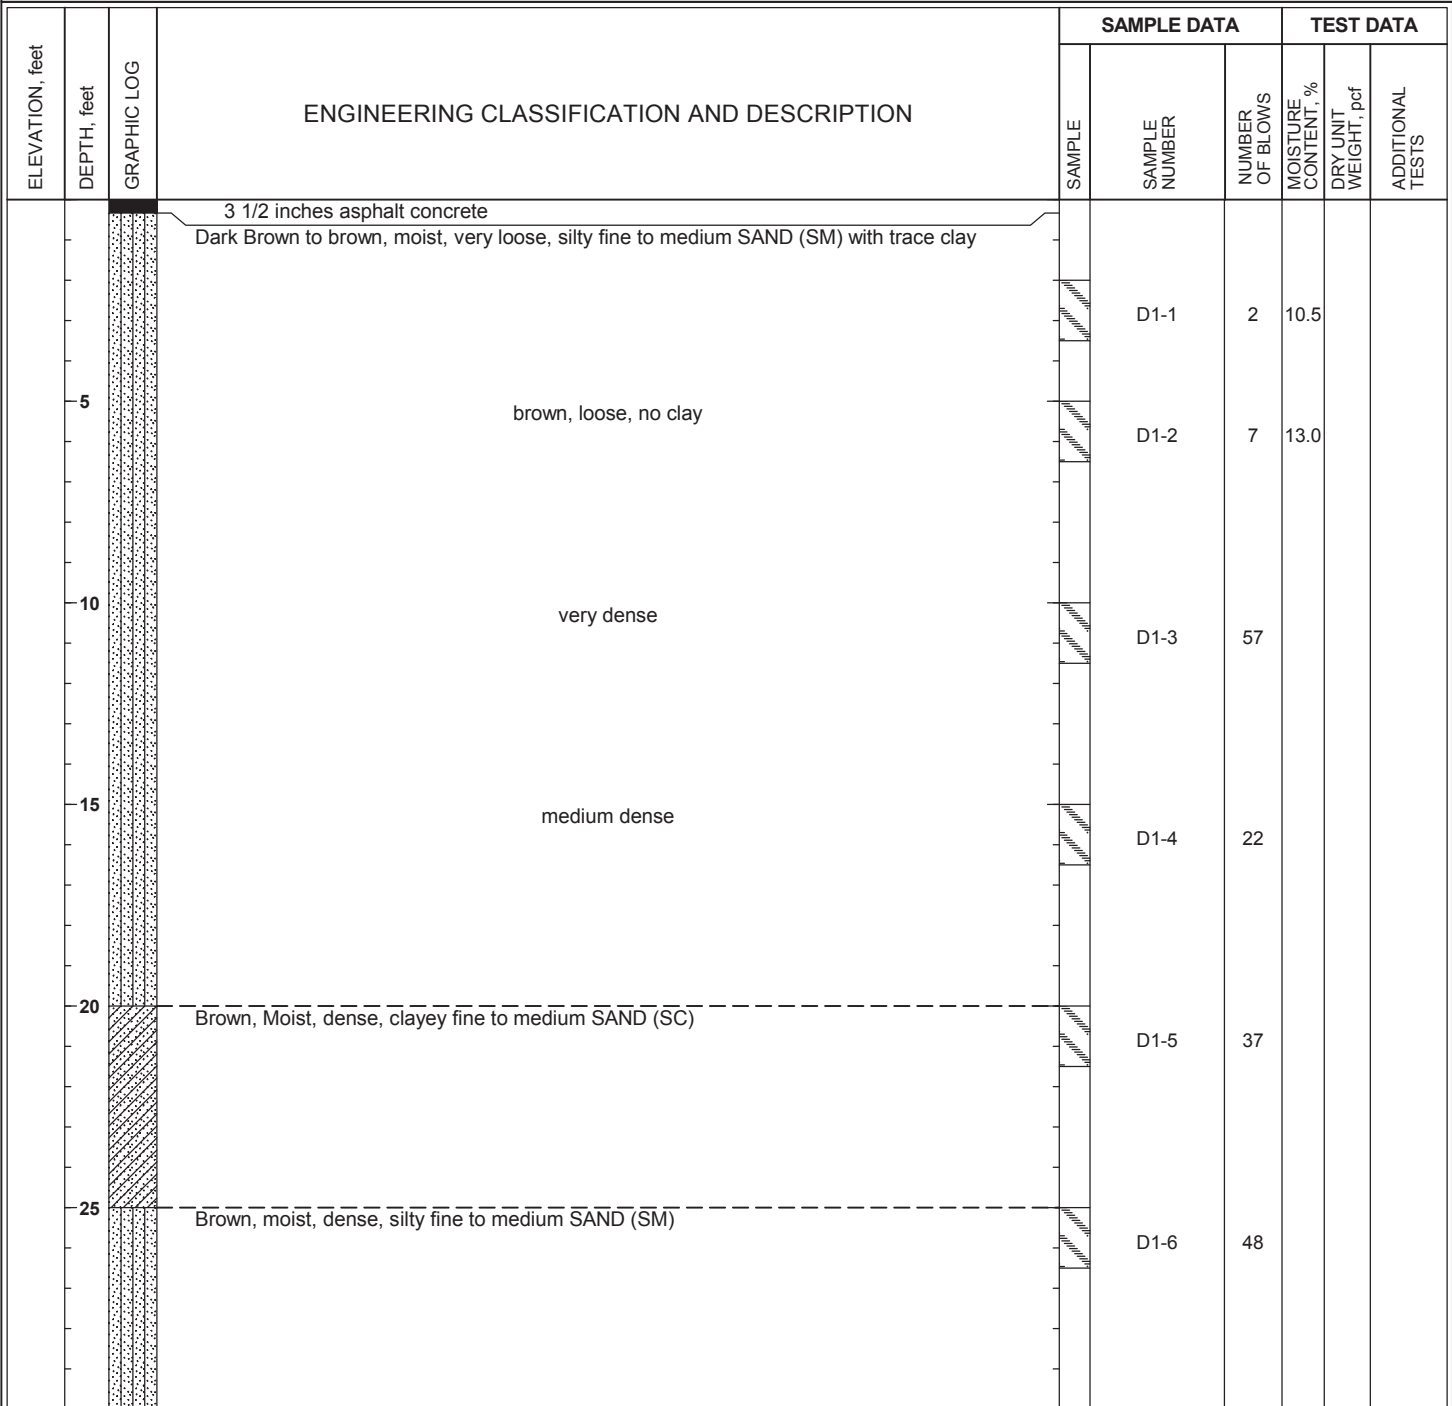 SAMPLE DATA TEST DATA
ELEVATION, feet
DEPTH, feet
GRAPHIC LOG
ENGINEERING CLASSIFICATION AND DESCRIPTION
SAMPLE
SAMPLE
NUMBER
NUMBER
OF BLOWS
MOISTURE
CONTENT, %
DRY UNIT
WEIGHT, pcf
ADDITIONAL
TESTS
3 1/2 inches asphalt concrete
Dark Brown to brown, moist, very loose, silty fine to medium SAND (SM) with trace clay
D1-1 2 10.5
5
brown, loose, no clay
D1-2 7 13.0
10
very dense
D1-3 57
15
medium dense
D1-4 22
20
Brown, Moist, dense, clayey fine to medium SAND (SC)
D1-5 37
25
Brown, moist, dense, silty fine to medium SAND (SM)
D1-6 48